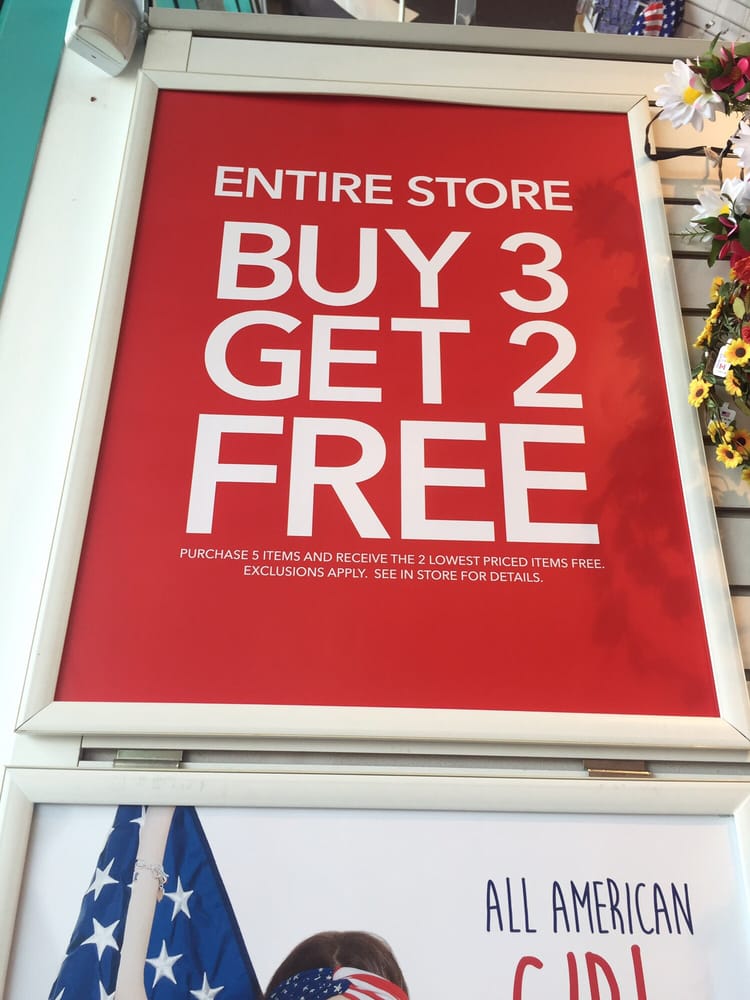 ENTIRE STORE
BUY 3
GET 2
FREE
PURCHASE 5 ITEMS AND RECEIVE THE 2 LOWEST PRICED ITEMS FREE.
EXCLUSIONS APPLY. SEE IN STORE FOR DETAILS.
ALL AMERICAN
GIRL